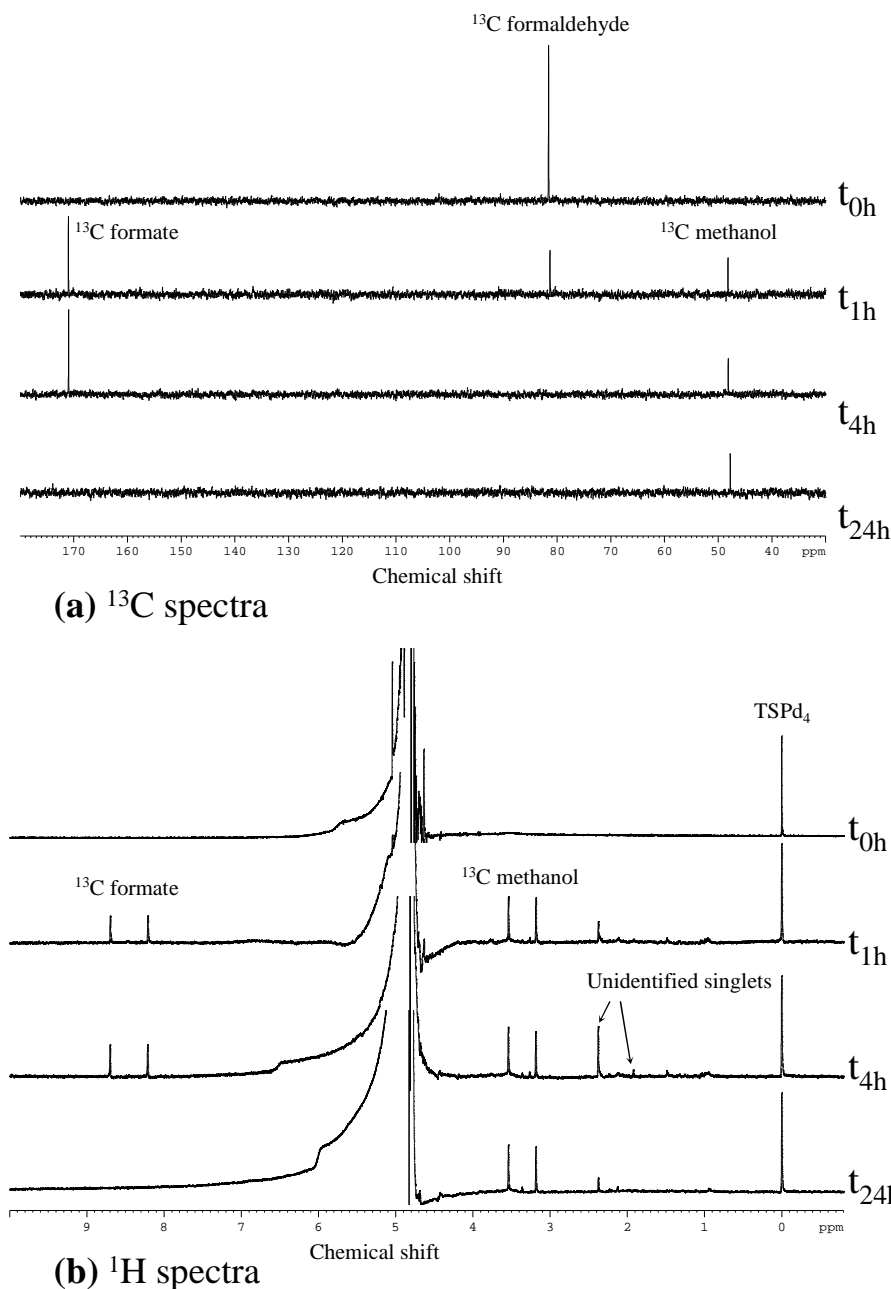 ¹³C formaldehyde
t0h
¹³C formate
¹³C methanol
t1h
t4h
t24h
170 160 150 140 130 120 110 100 90 80 70 60 50 40 ppm
Chemical shift
(a) ¹³C spectra
TSPd₄
t0h
¹³C formate
¹³C methanol
t1h
Unidentified singlets
t4h
t24l
9 8 7 6 5 4 3 2 1 0 ppm
Chemical shift
(b) ¹H spectra